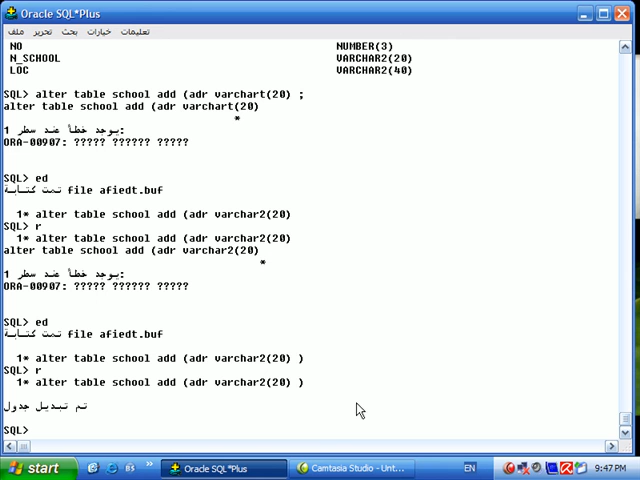 Oracle SQL*Plus
ملف تحرير بحث خيارات تعليمات
NO NUMBER(3)
N_SCHOOL VARCHAR2(20)
LOC VARCHAR2(40)
SQL> alter table school add (adr varchart(20) ;
alter table school add (adr varchart(20)
*
يوجد خطأ عند سطر 1:
ORA-00907: ????? ?????? ?????
SQL> ed
تمت كتابة file afiedt.buf
1* alter table school add (adr varchar2(20)
SQL> r
1* alter table school add (adr varchar2(20)
alter table school add (adr varchar2(20)
*
يوجد خطأ عند سطر 1:
ORA-00907: ????? ?????? ?????
SQL> ed
تمت كتابة file afiedt.buf
1* alter table school add (adr varchar2(20) )
SQL> r
1* alter table school add (adr varchar2(20) )
تم تبديل جدول
SQL>
start
Oracle SQL*Plus
Camtasia Studio - Unt...
EN
9:47 PM